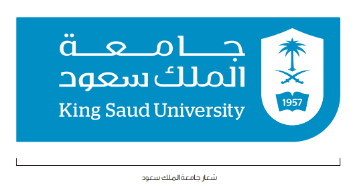 جامعة
الملك سعود
King Saud University
1957
شعار جامعة الملك سعود